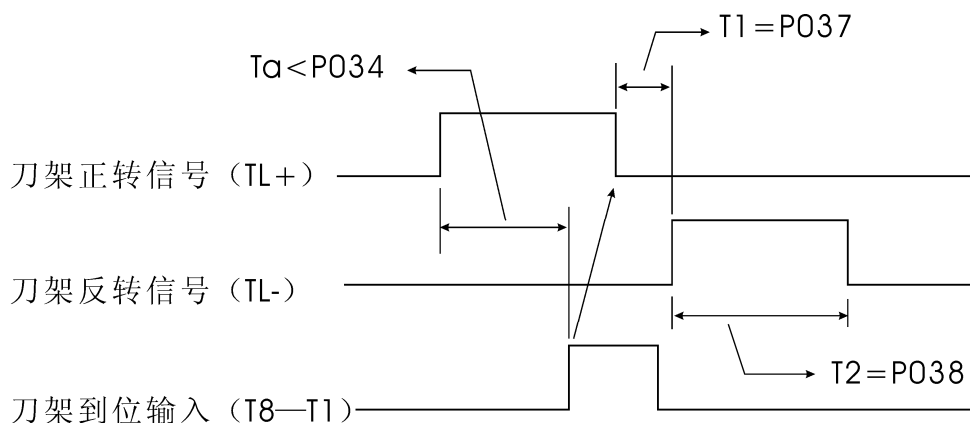 T1=P037
Ta<P034
刀架正转信号（TL+）
刀架反转信号（TL-）
T2=P038
刀架到位输入（T8—T1）